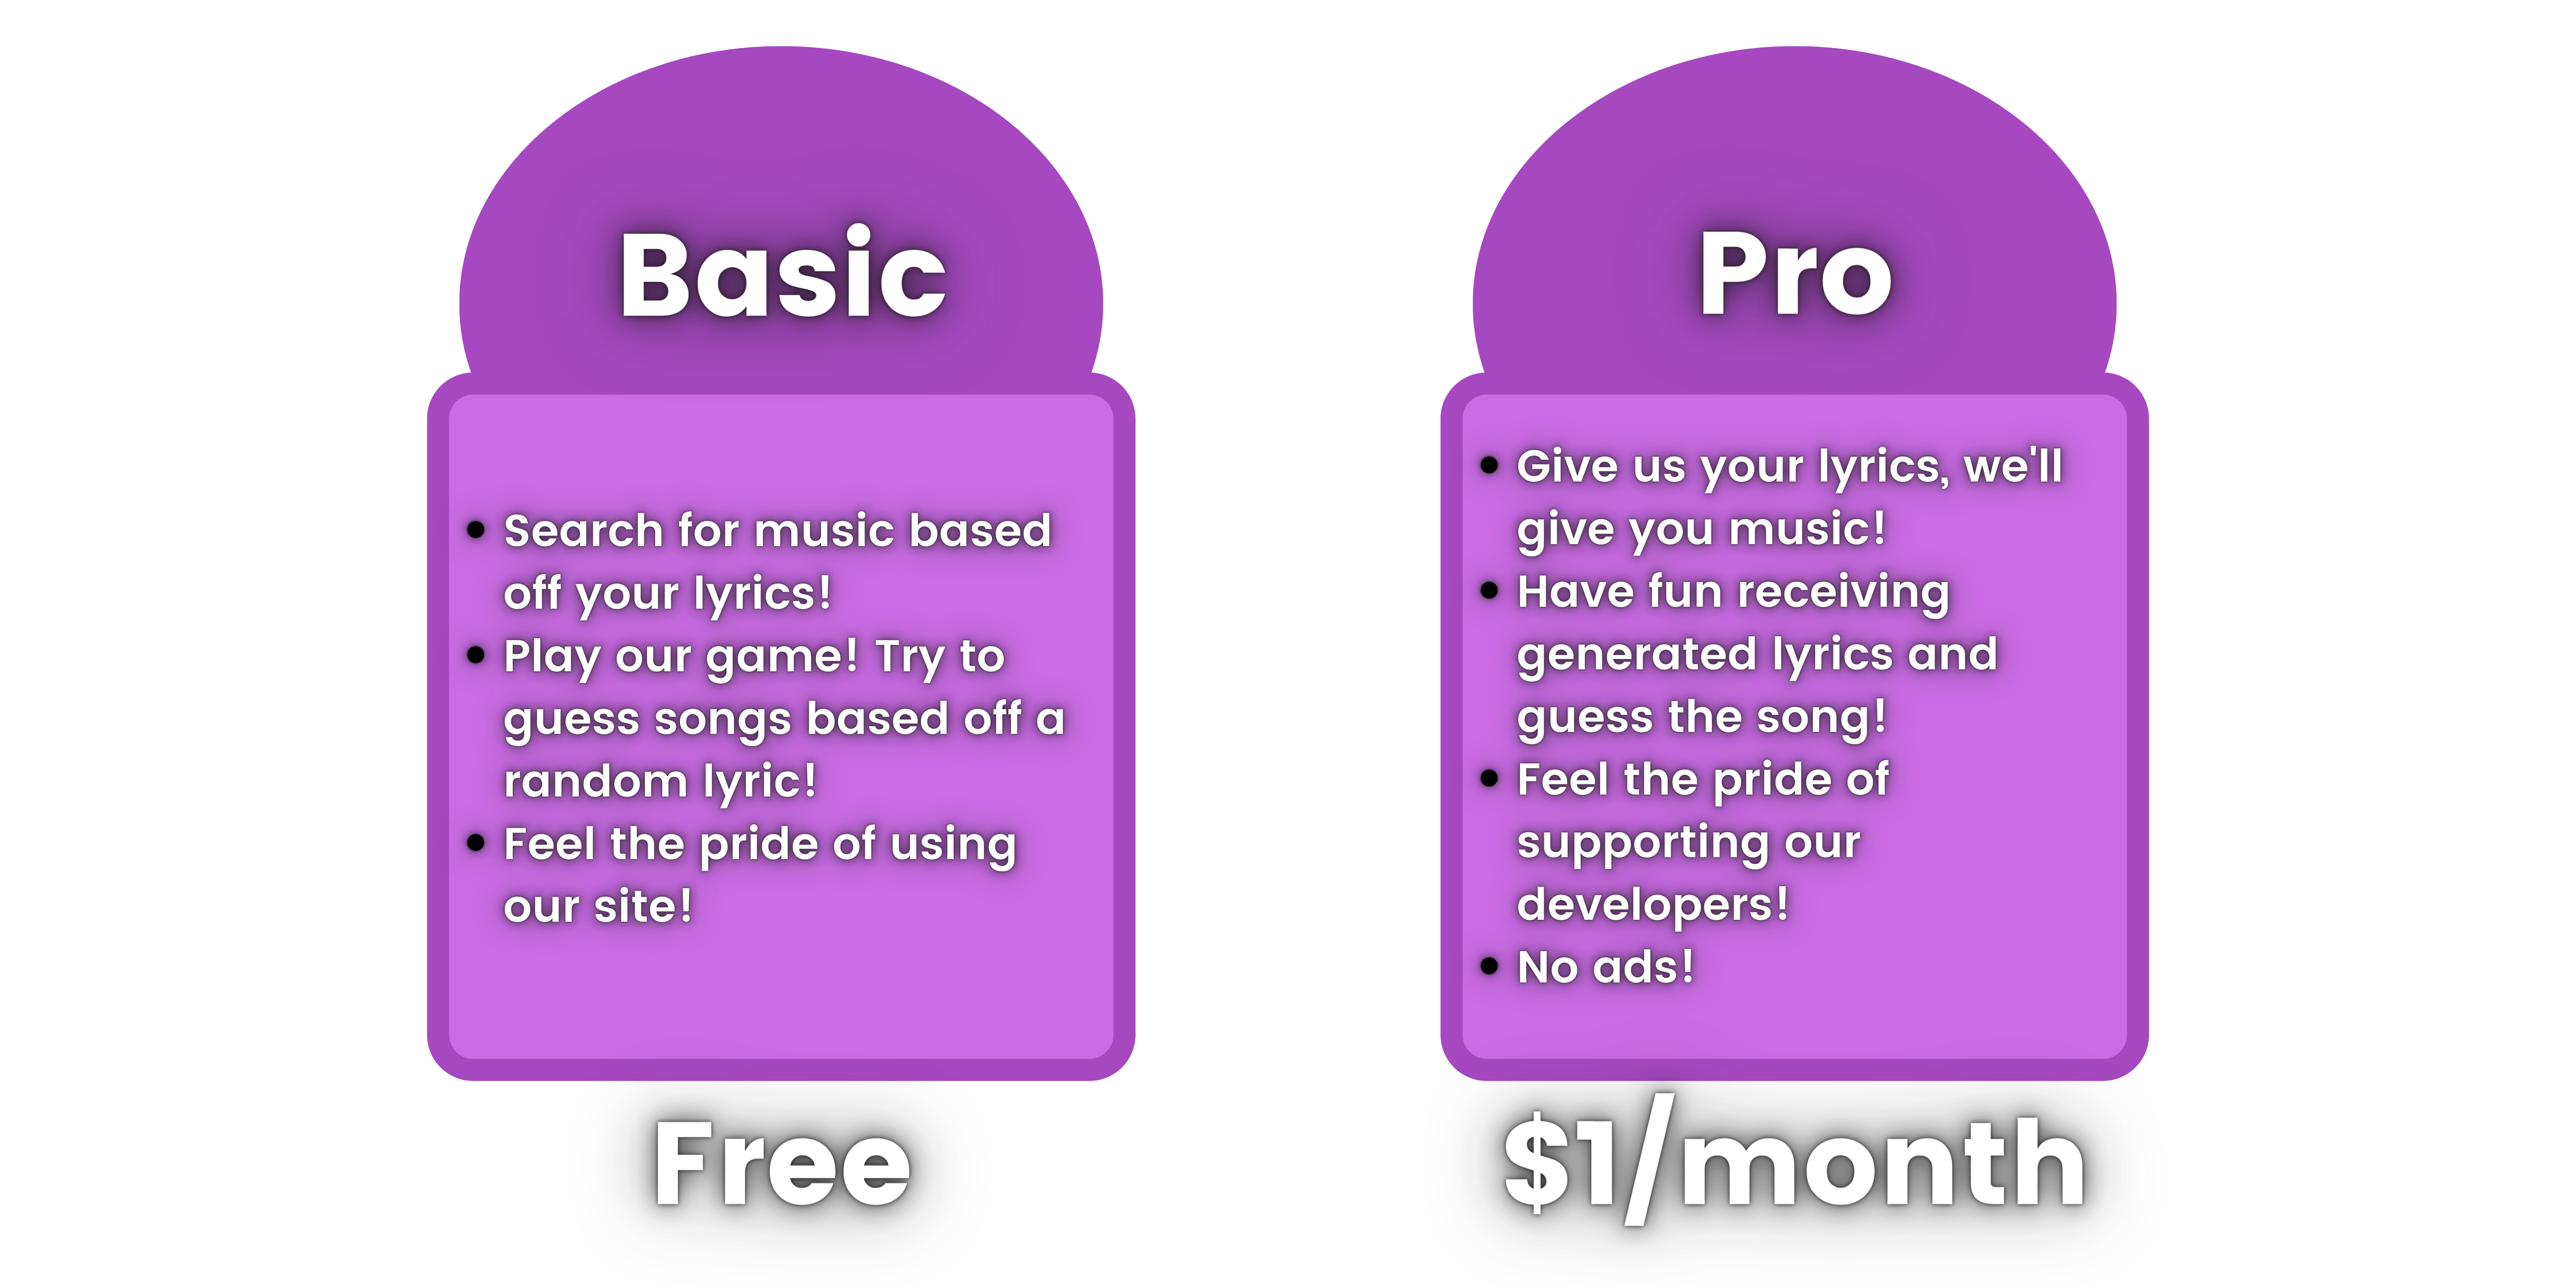 Basic
• Search for music based
off your lyrics!
• Play our game! Try to
guess songs based off a
random lyric!
• Feel the pride of using
our site!
Free
Pro
• Give us your lyrics, we'll
give you music!
• Have fun receiving
generated lyrics and
guess the song!
• Feel the pride of
supporting our
developers!
• No ads!
$1/month